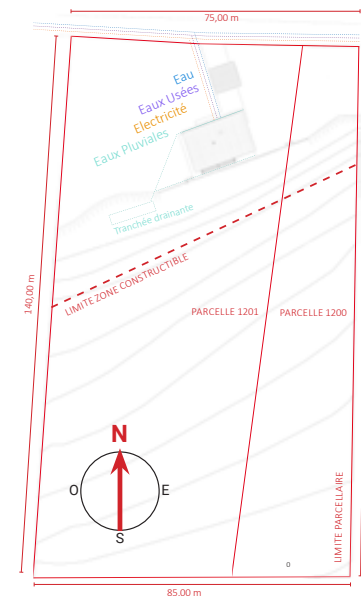 75,00 m
Eau
Eaux Usées
Electricité
Eaux Pluviales
Tranchée drainante
LIMITE ZONE CONSTRUCTIBLE
140,00 m
PARCELLE 1201
PARCELLE 1200
N
O
E
S
LIMITE PARCELLAIRE
0
85.00 m